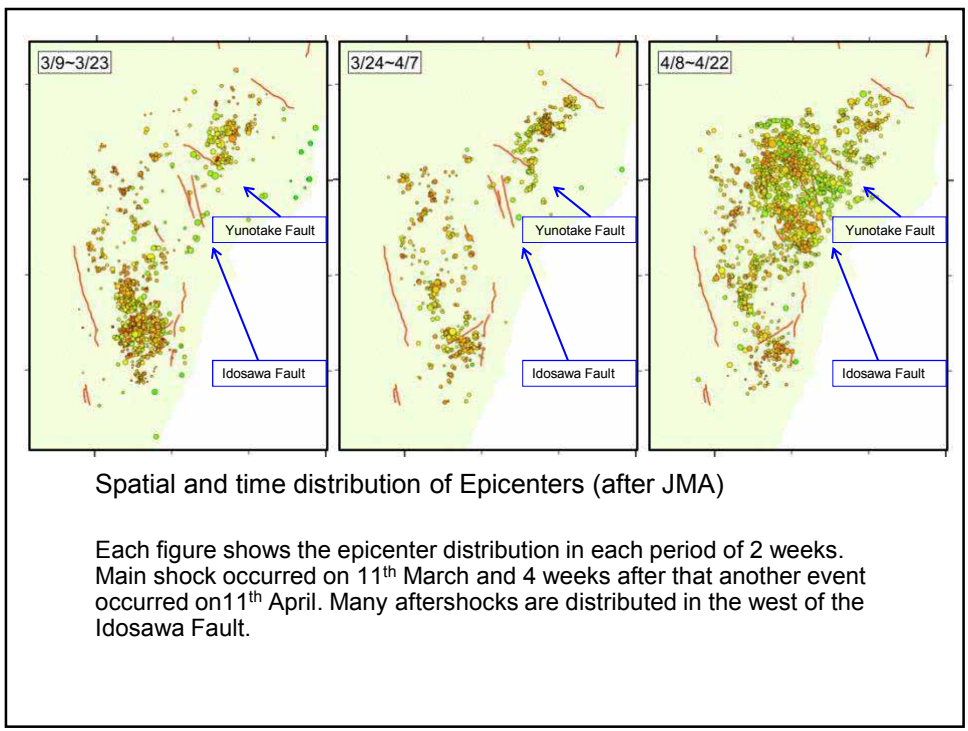 3/9~3/23
3/24~4/7
4/8~4/22
Yunotake Fault
Yunotake Fault
Yunotake Fault
Idosawa Fault
Idosawa Fault
Idosawa Fault
Spatial and time distribution of Epicenters (after JMA)
Each figure shows the epicenter distribution in each period of 2 weeks.
Main shock occurred on 11th March and 4 weeks after that another event
occurred on11th April. Many aftershocks are distributed in the west of the
Idosawa Fault.